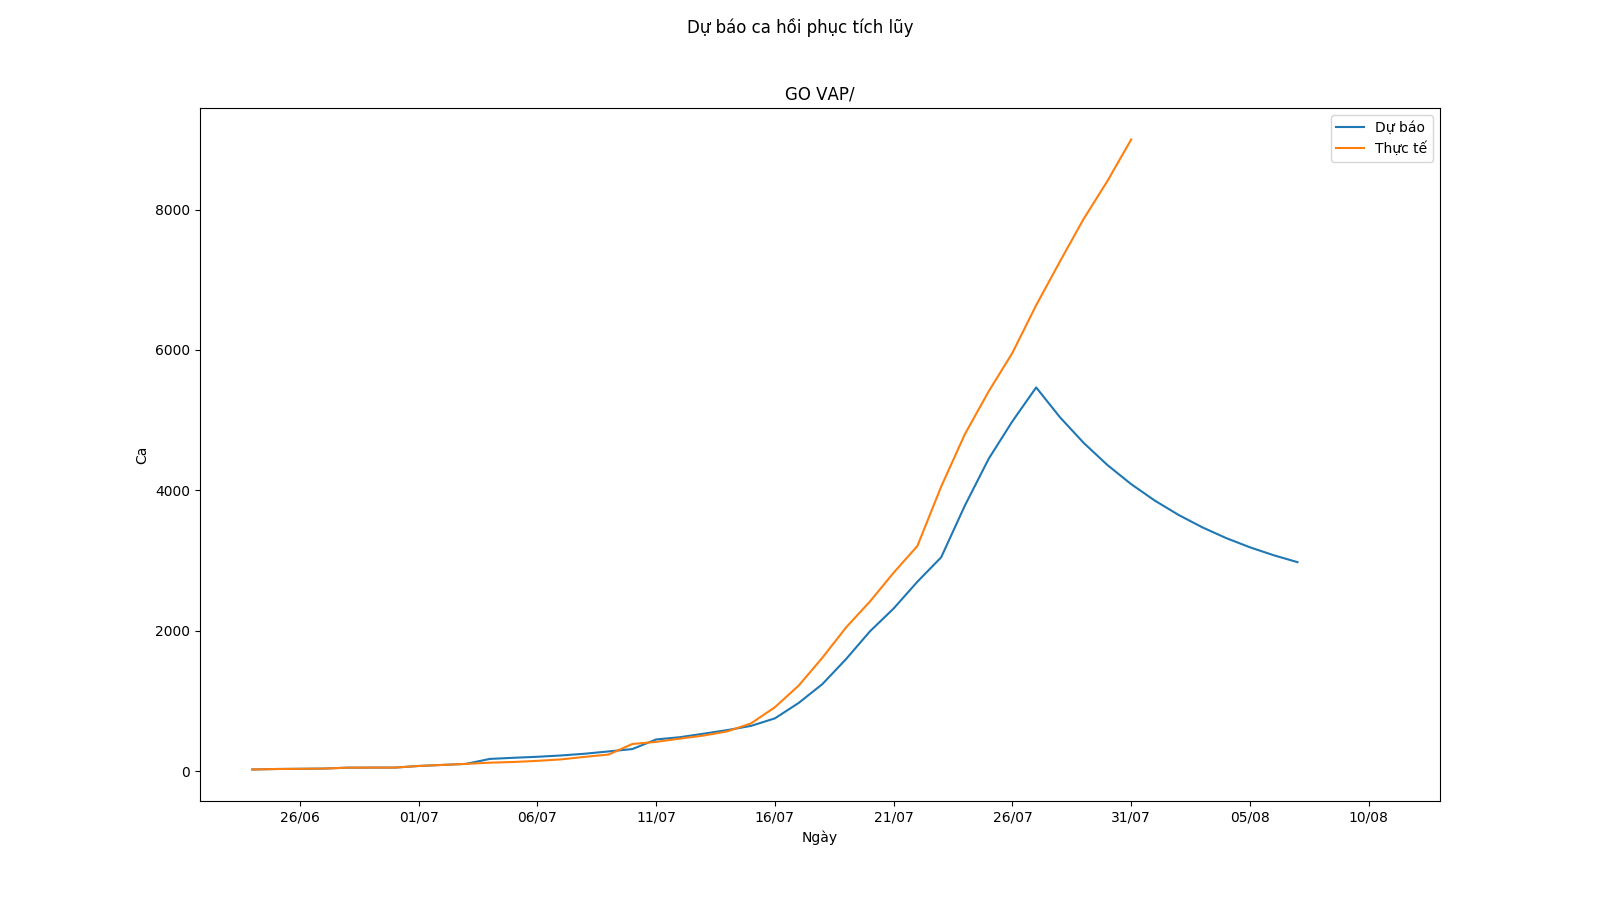 Dự báo ca hồi phục tích lũy
GO VAP/
Dự báo
Thực tế
8000
6000
4000
2000
0
Ca
26/06 01/07 06/07 11/07 16/07 21/07 26/07 31/07 05/08 10/08
Ngày